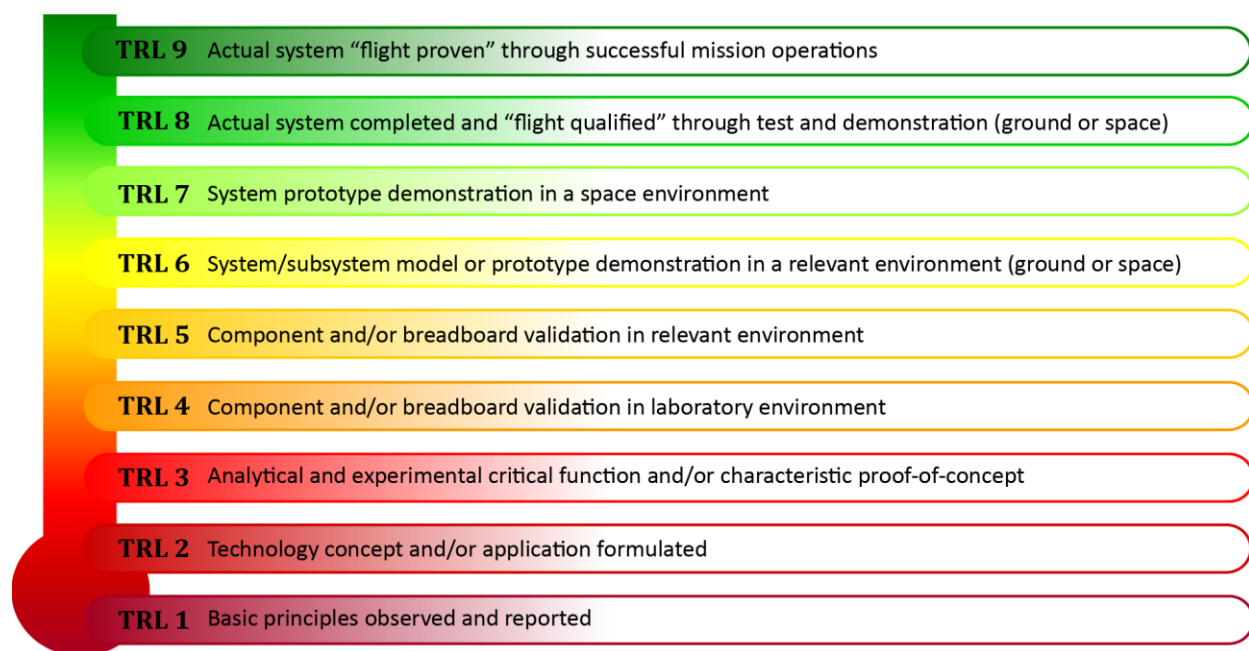 TRL 9 Actual system “flight proven” through successful mission operations
TRL 8 Actual system completed and “flight qualified” through test and demonstration (ground or space)
TRL 7 System prototype demonstration in a space environment
TRL 6 System/subsystem model or prototype demonstration in a relevant environment (ground or space)
TRL 5 Component and/or breadboard validation in relevant environment
TRL 4 Component and/or breadboard validation in laboratory environment
TRL 3 Analytical and experimental critical function and/or characteristic proof-of-concept
TRL 2 Technology concept and/or application formulated
TRL 1 Basic principles observed and reported